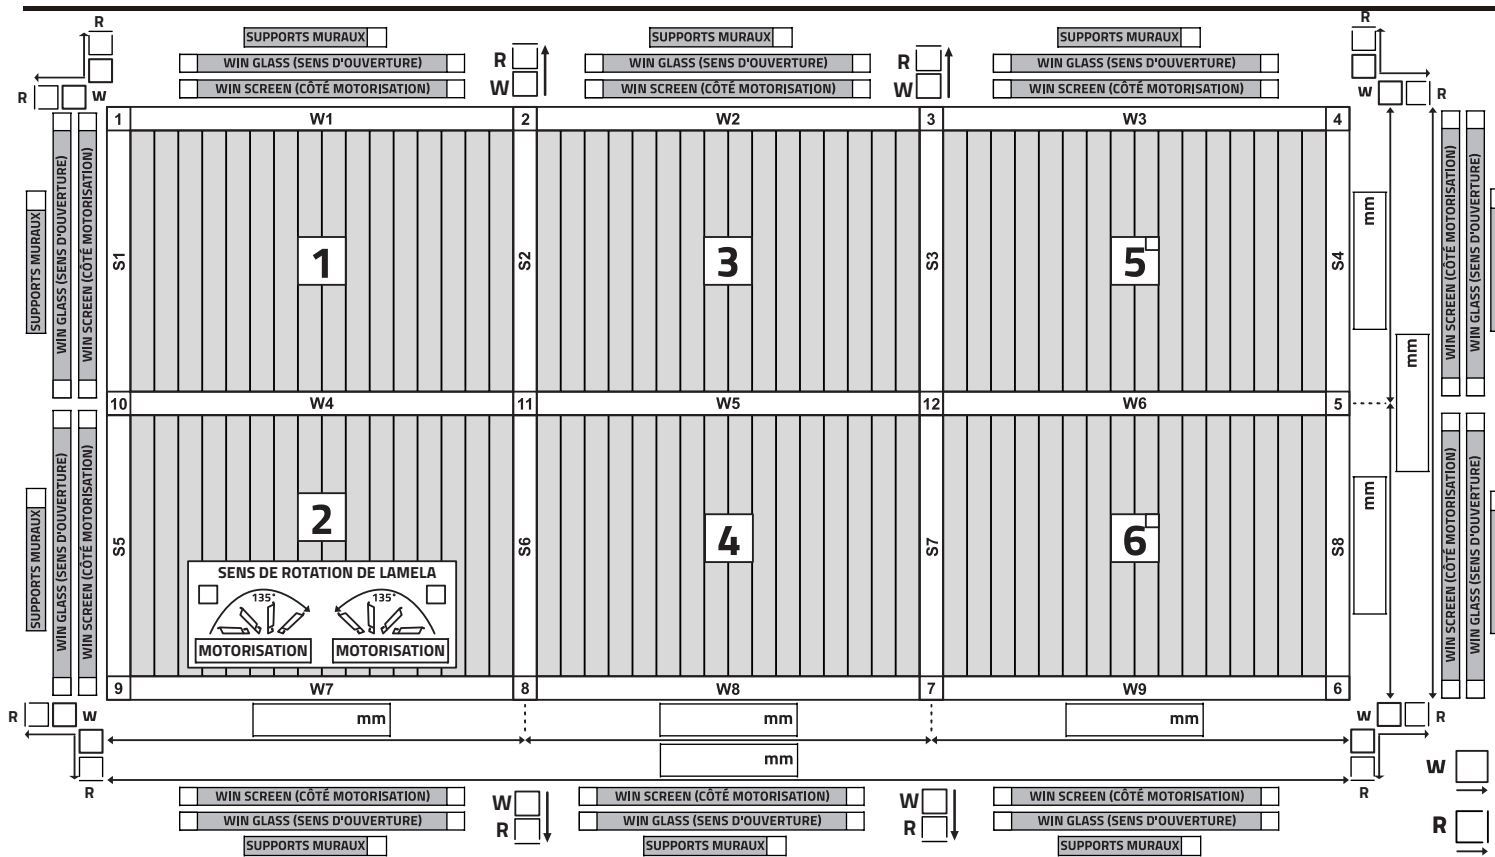 R
R
SUPPORTS MURAUX
SUPPORTS MURAUX
SUPPORTS MURAUX
R
WIN GLASS (SENS D'OUVERTURE)
R
WIN GLASS (SENS D'OUVERTURE)
R
WIN GLASS (SENS D'OUVERTURE)
W
WIN SCREEN (CÔTÉ MOTORISATION)
W
WIN SCREEN (CÔTÉ MOTORISATION)
W
WIN SCREEN (CÔTÉ MOTORISATION)
W
R
1
W1
2
W2
3
W3
4
SUPPORTS MURAUX
WIN GLASS (SENS D'OUVERTURE)
WIN SCREEN (CÔTÉ MOTORISATION)
S1
1
S2
3
S3
5
S4
mm
mm
WIN SCREEN (CÔTÉ MOTORISATION)
WIN GLASS (SENS D'OUVERTURE)
10
W4
11
W5
12
W6
5
SUPPORTS MURAUX
WIN GLASS (SENS D'OUVERTURE)
WIN SCREEN (CÔTÉ MOTORISATION)
S5
2
S6
4
S7
6
S8
mm
WIN SCREEN (CÔTÉ MOTORISATION)
WIN GLASS (SENS D'OUVERTURE)
SENS DE ROTATION DE LAMELA
135°
135°
MOTORISATION
MOTORISATION
9
W7
8
W8
7
W9
6
R
W
mm
mm
mm
W
R
mm
R
R
W
R
WIN SCREEN (CÔTÉ MOTORISATION)
W
WIN SCREEN (CÔTÉ MOTORISATION)
W
WIN SCREEN (CÔTÉ MOTORISATION)
WIN GLASS (SENS D'OUVERTURE)
R
WIN GLASS (SENS D'OUVERTURE)
R
WIN GLASS (SENS D'OUVERTURE)
SUPPORTS MURAUX
SUPPORTS MURAUX
SUPPORTS MURAUX